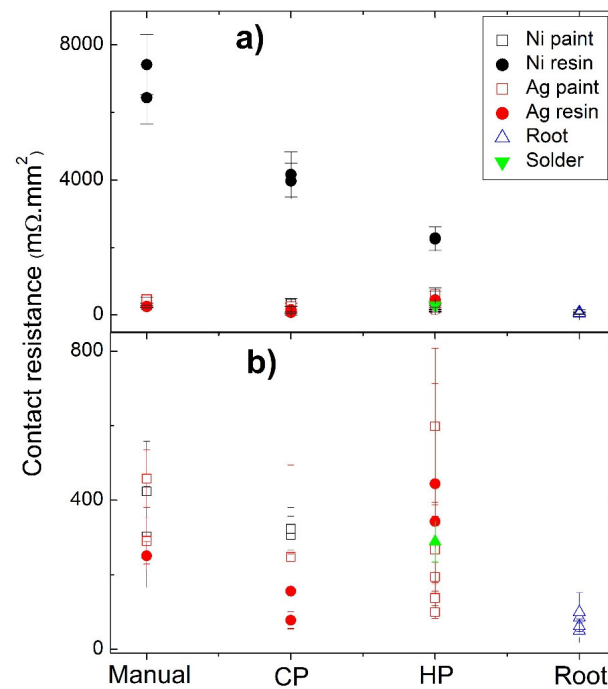 a)
Ni paint
Ni resin
Ag paint
Ag resin
Root
Solder
8000
4000
0
Contact resistance (mΩ.mm²)
b)
800
400
0
Manual
CP
HP
Root